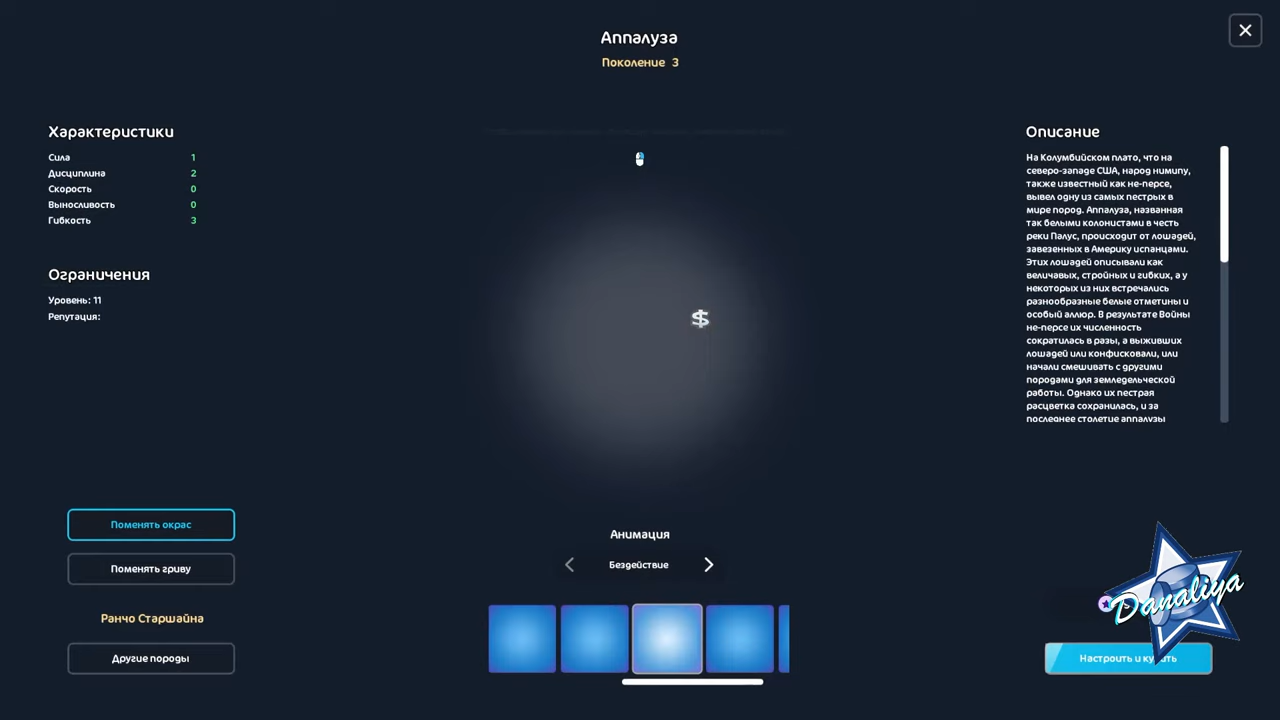 Аппалуза
Поколение 3
Характеристики
Сила 1
Дисциплина 2
Скорость 0
Выносливость 0
Гибкость 3
Ограничения
Уровень: 11
Репутация:
$
Описание
На Колумбийском плато, что на
северо-западе США, народ нимипу,
также известный как не-персе,
вывел одну из самых пестрых в
мире пород. Аппалуза, названная
так белыми колонистами в честь
реки Палус, происходит от лошадей,
завезенных в Америку испанцами.
Этих лошадей описывали как
величавых, стройных и гибких, а у
некоторых из них встречались
разнообразные белые отметины и
особый аллюр. В результате Войны
не-персе их численность
сократилась в разы, а выживших
лошадей или конфисковали, или
начали смешивать с другими
породами для земледельческой
работы. Однако их пестрая
расцветка сохранилась, и за
последнее столетие аппалузы
Поменять окрас
Поменять гриву
Ранчо Старшайна
Другие породы
Анимация
Бездействие
Danaliya
Настроить и купить